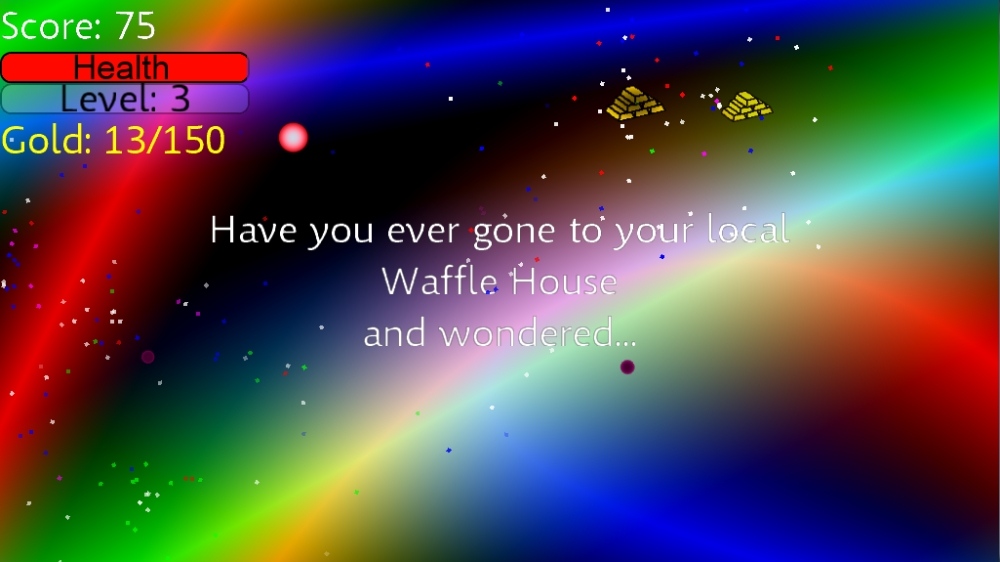 Score: 75
Health
Level: 3
Gold: 13/150
Have you ever gone to your local
Waffle House
and wondered...